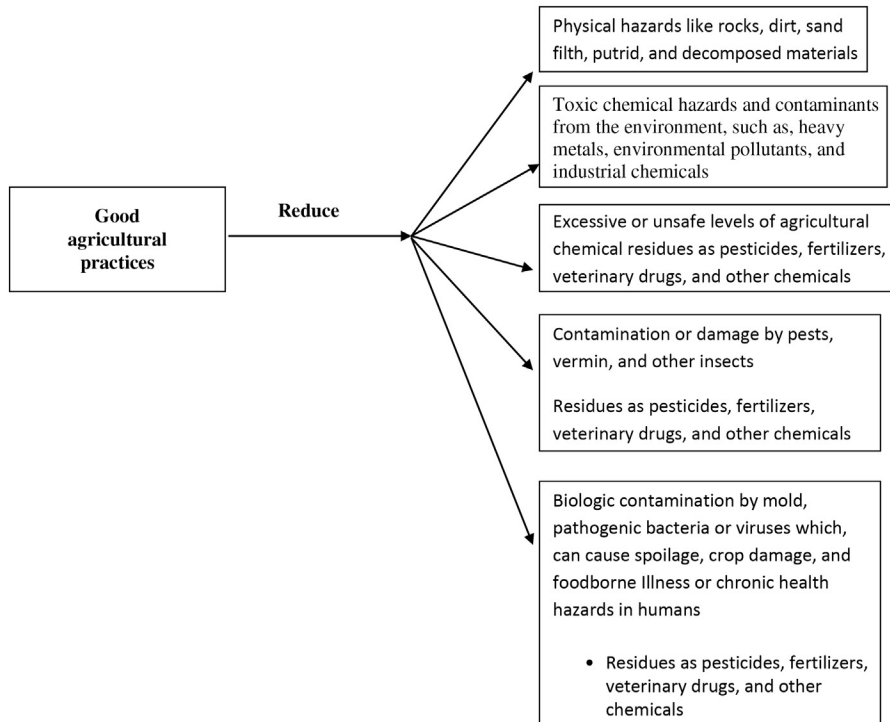 Good
agricultural
practices
Reduce
Physical hazards like rocks, dirt, sand
filth, putrid, and decomposed materials
Toxic chemical hazards and contaminants
from the environment, such as, heavy
metals, environmental pollutants, and
industrial chemicals
Excessive or unsafe levels of agricultural
chemical residues as pesticides, fertilizers,
veterinary drugs, and other chemicals
Contamination or damage by pests,
vermin, and other insects
Residues as pesticides, fertilizers,
veterinary drugs, and other chemicals
Biologic contamination by mold,
pathogenic bacteria or viruses which,
can cause spoilage, crop damage, and
foodborne Illness or chronic health
hazards in humans
• Residues as pesticides, fertilizers,
veterinary drugs, and other
chemicals